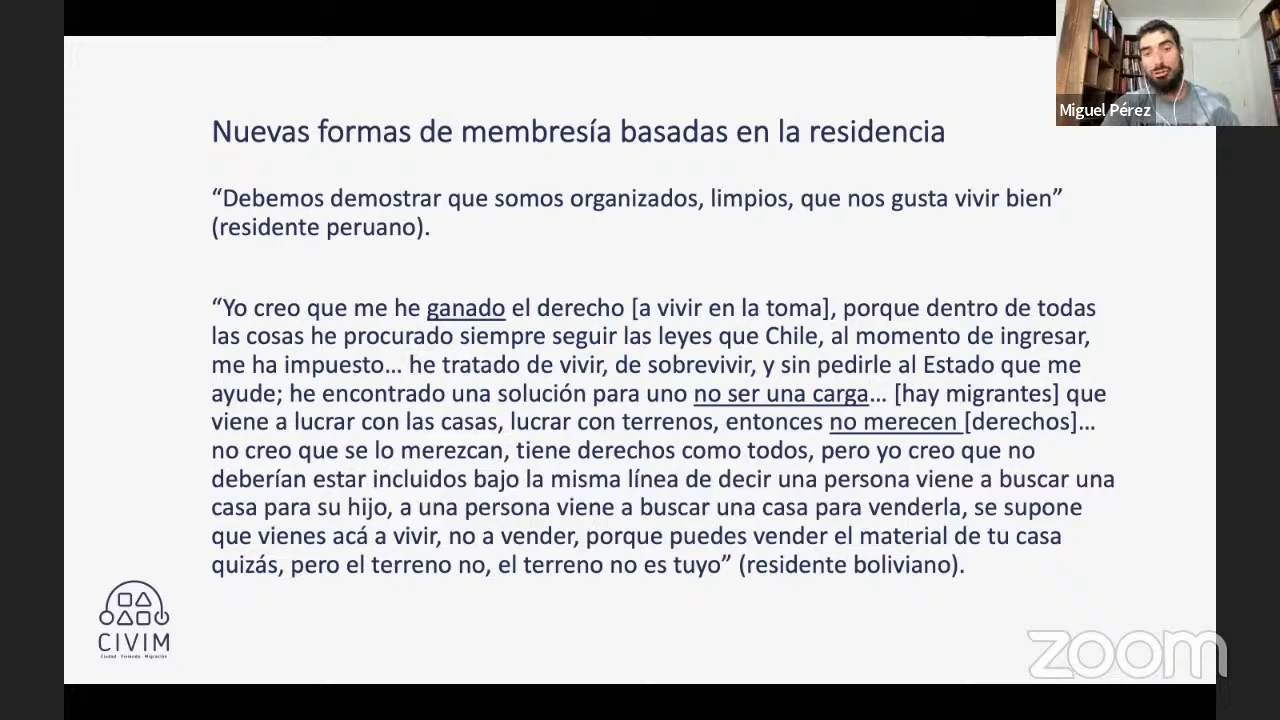 Miguel Pérez
Nuevas formas de membresía basadas en la residencia
“Debemos demostrar que somos organizados, limpios, que nos gusta vivir bien”
(residente peruano).
“Yo creo que me he ganado el derecho [a vivir en la toma], porque dentro de todas
las cosas he procurado siempre seguir las leyes que Chile, al momento de ingresar,
me ha impuesto… he tratado de vivir, de sobrevivir, y sin pedirle al Estado que me
ayude; he encontrado una solución para uno no ser una carga… [hay migrantes] que
viene a lucrar con las casas, lucrar con terrenos, entonces no merecen [derechos]…
no creo que se lo merezcan, tiene derechos como todos, pero yo creo que no
deberían estar incluidos bajo la misma línea de decir una persona viene a buscar una
casa para su hijo, a una persona viene a buscar una casa para venderla, se supone
que vienes acá a vivir, no a vender, porque puedes vender el material de tu casa
quizás, pero el terreno no, el terreno no es tuyo” (residente boliviano).
CIVIM
Ciudad · Vivienda · Migración
zoom